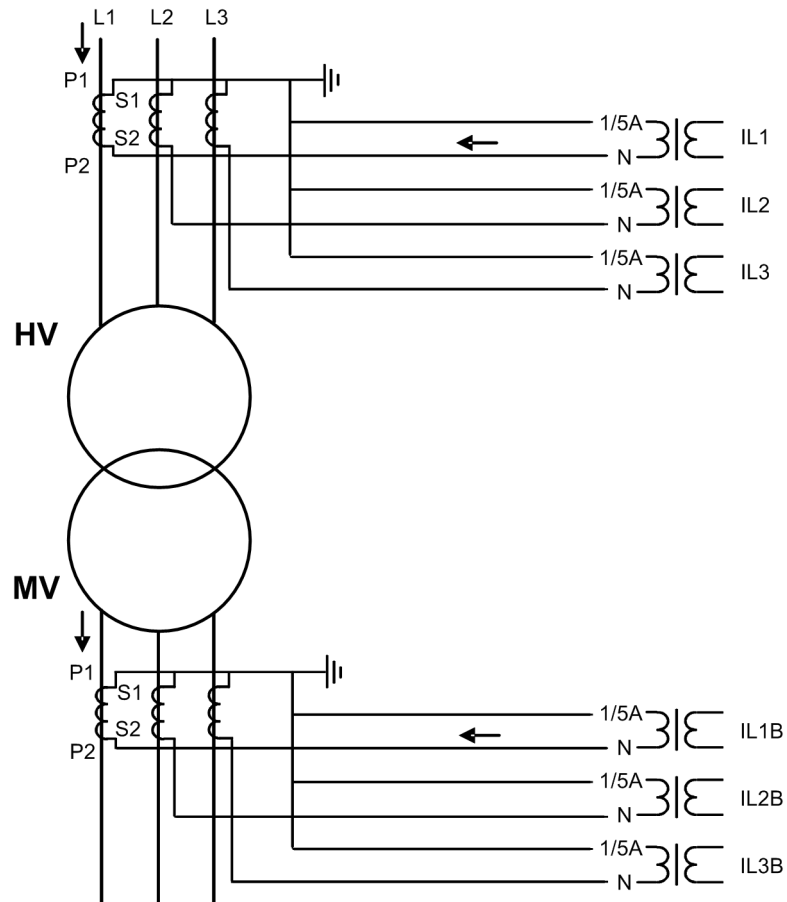 L1 L2 L3
P1
S1
1/5A
IL1
S2
N
P2
1/5A
IL2
N
1/5A
IL3
N
HV
MV
P1
S1
1/5A
IL1B
S2
N
P2
1/5A
IL2B
N
1/5A
IL3B
N